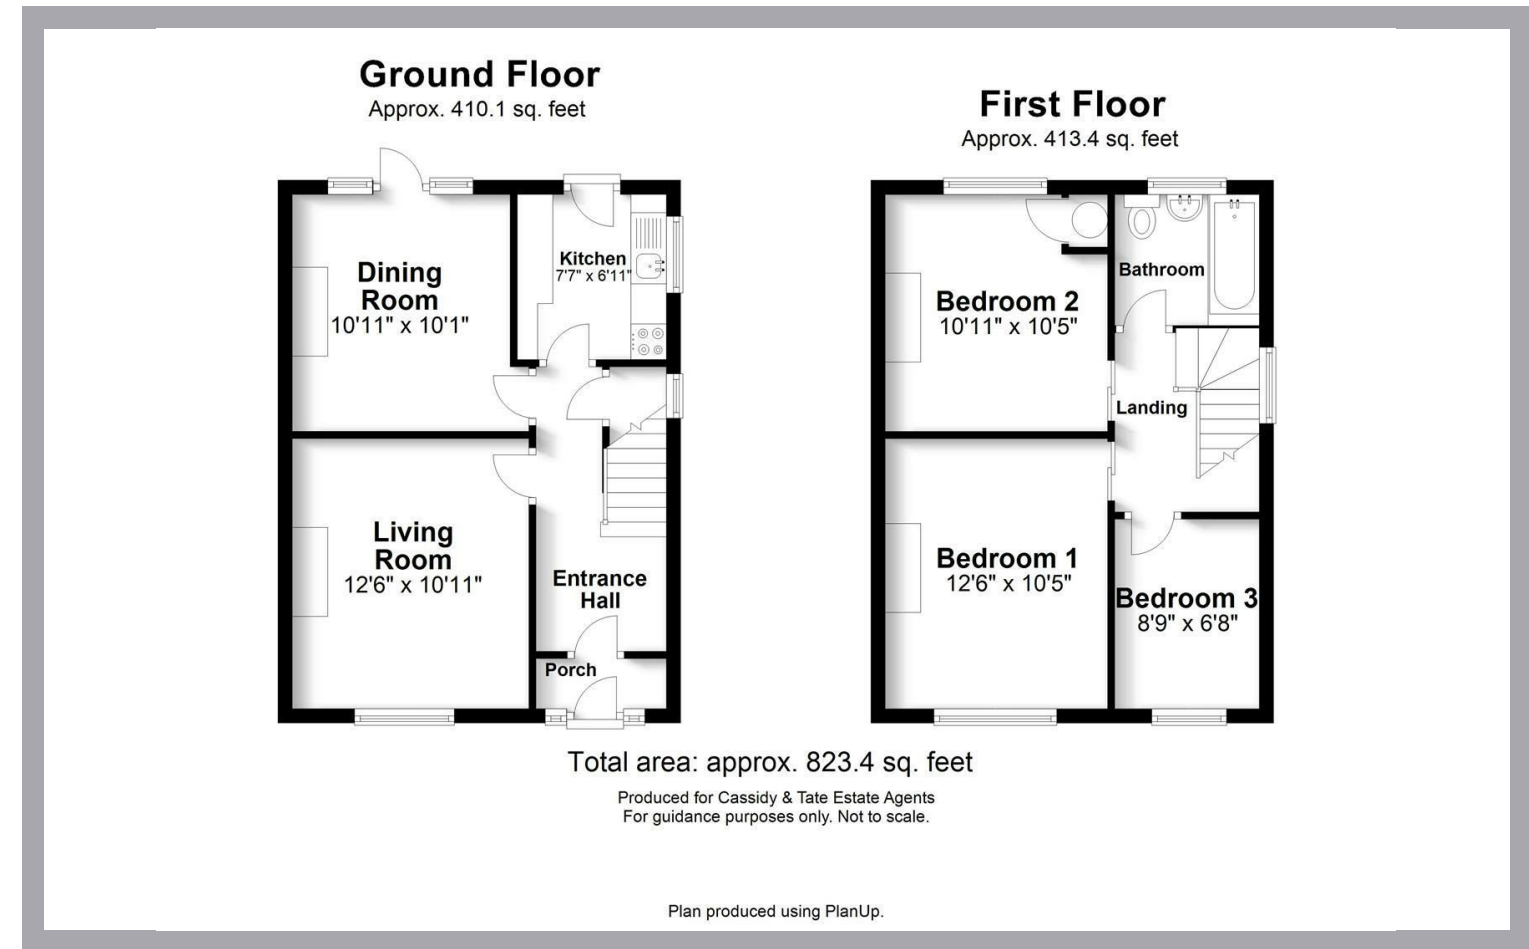 Ground Floor
Approx. 410.1 sq. feet
Dining
Room
10'11" x 10'1"
Kitchen
7'7" x 6'11"
Living
Room
12'6" x 10'11"
Entrance
Hall
Porch
First Floor
Approx. 413.4 sq. feet
Bedroom 2
10'11" x 10'5"
Bathroom
Landing
Bedroom 1
12'6" x 10'5"
Bedroom 3
8'9" x 6'8"
Total area: approx. 823.4 sq. feet
Produced for Cassidy & Tate Estate Agents
For guidance purposes only. Not to scale.
Plan produced using PlanUp.